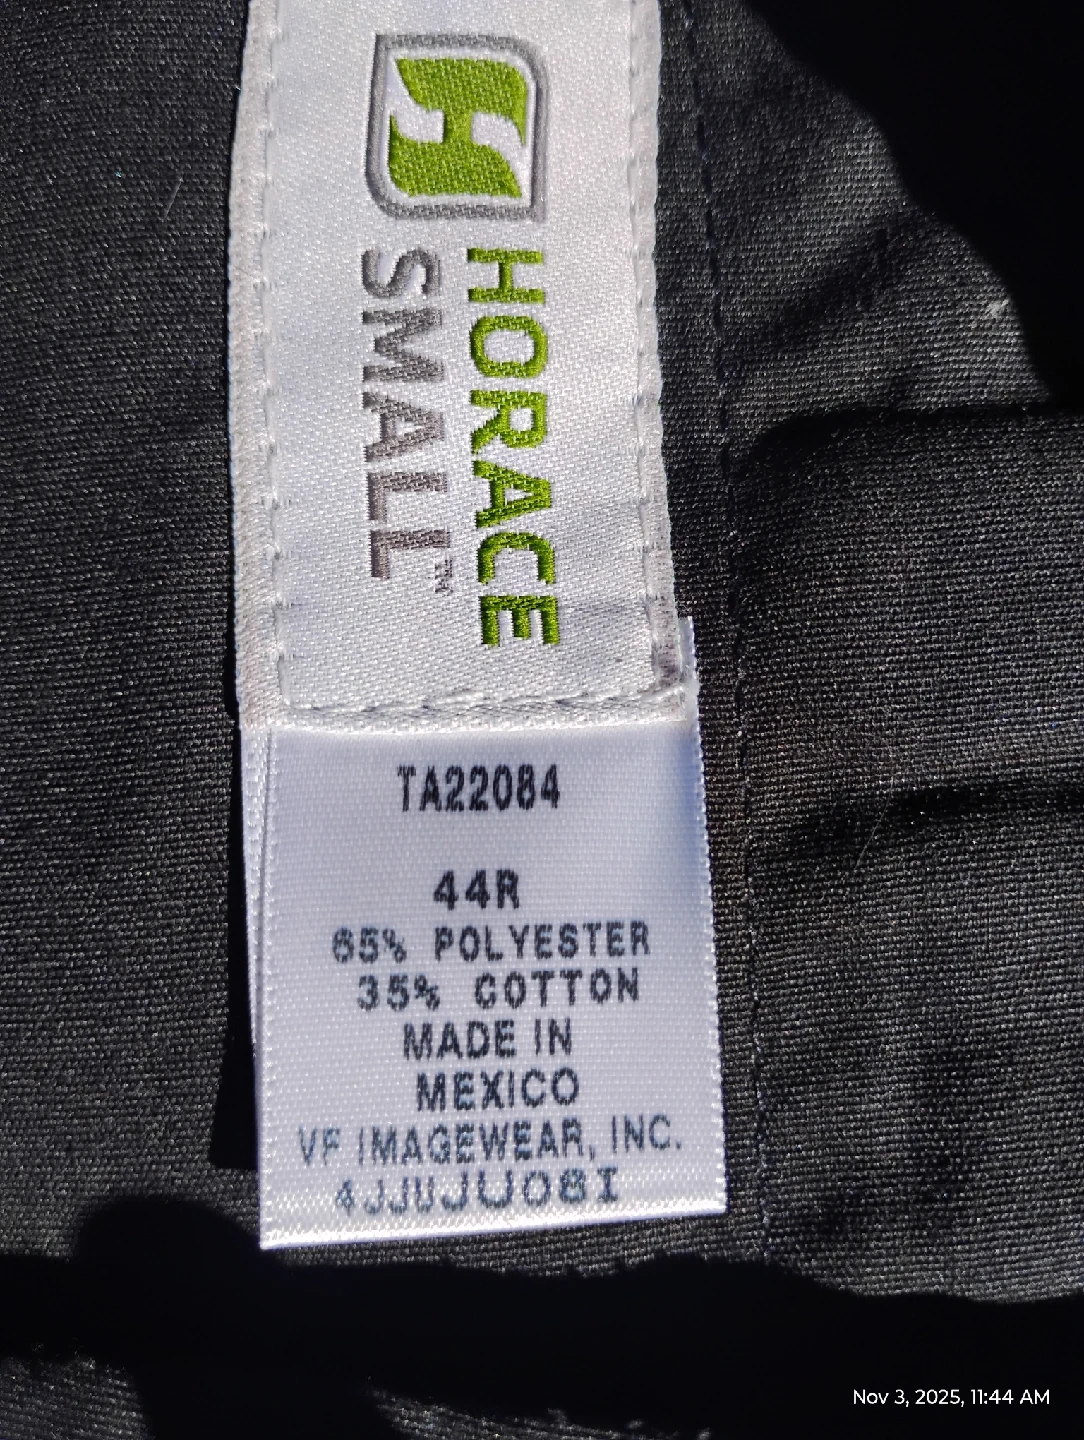 HORACE
SMALL™
TA22084
44R
65% POLYESTER
35% COTTON
MADE IN
MEXICO
VF IMAGEWEAR, INC.
4JJUJUO8I
Nov 3, 2025, 11:44 AM